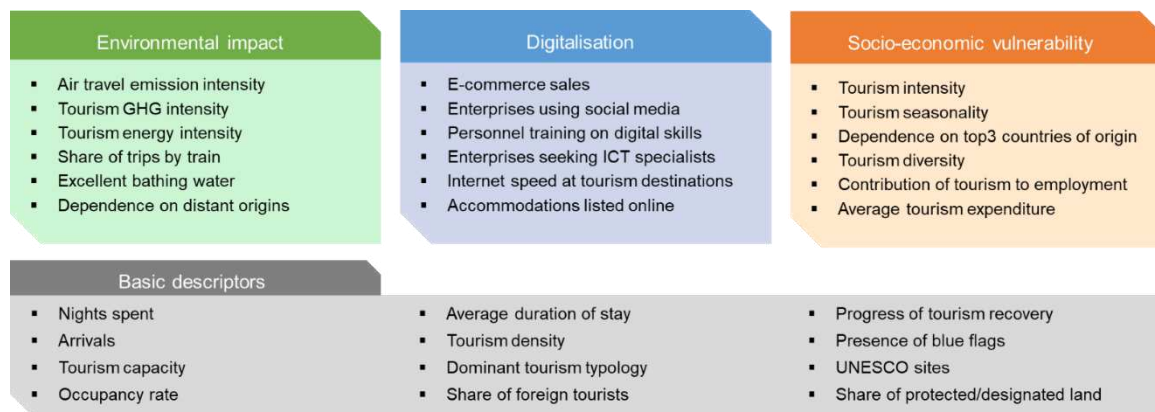 Environmental impact
Air travel emission intensity
Tourism GHG intensity
Tourism energy intensity
Share of trips by train
Excellent bathing water
Dependence on distant origins
Digitalisation
E-commerce sales
Enterprises using social media
Personnel training on digital skills
Enterprises seeking ICT specialists
Internet speed at tourism destinations
Accommodations listed online
Socio-economic vulnerability
Tourism intensity
Tourism seasonality
Dependence on top3 countries of origin
Tourism diversity
Contribution of tourism to employment
Average tourism expenditure
Basic descriptors
Nights spent
Arrivals
Tourism capacity
Occupancy rate
Average duration of stay
Tourism density
Dominant tourism typology
Share of foreign tourists
Progress of tourism recovery
Presence of blue flags
UNESCO sites
Share of protected/designated land